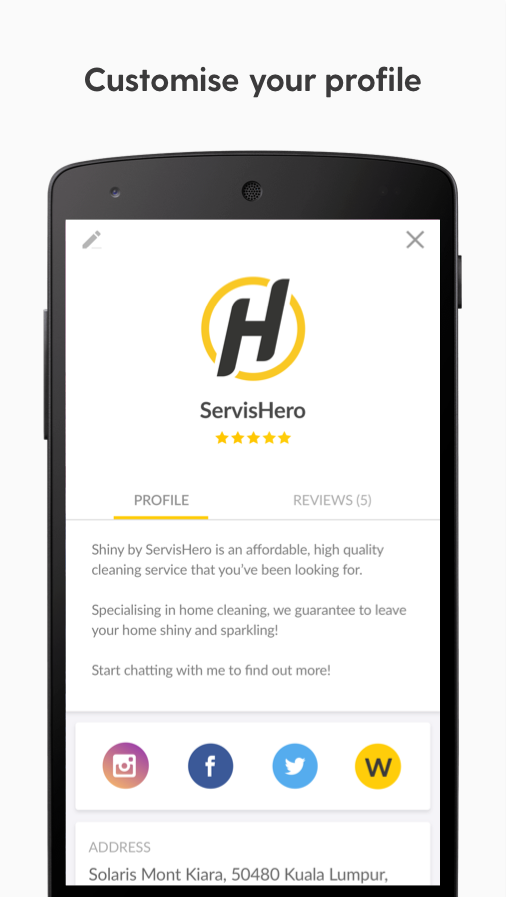 Customise your profile
H
ServisHero
PROFILE REVIEWS (5)
Shiny by ServisHero is an affordable, high quality
cleaning service that you've been looking for.
Specialising in home cleaning, we guarantee to leave
your home shiny and sparkling!
Start chatting with me to find out more!
f W
ADDRESS
Solaris Mont Kiara, 50480 Kuala Lumpur,